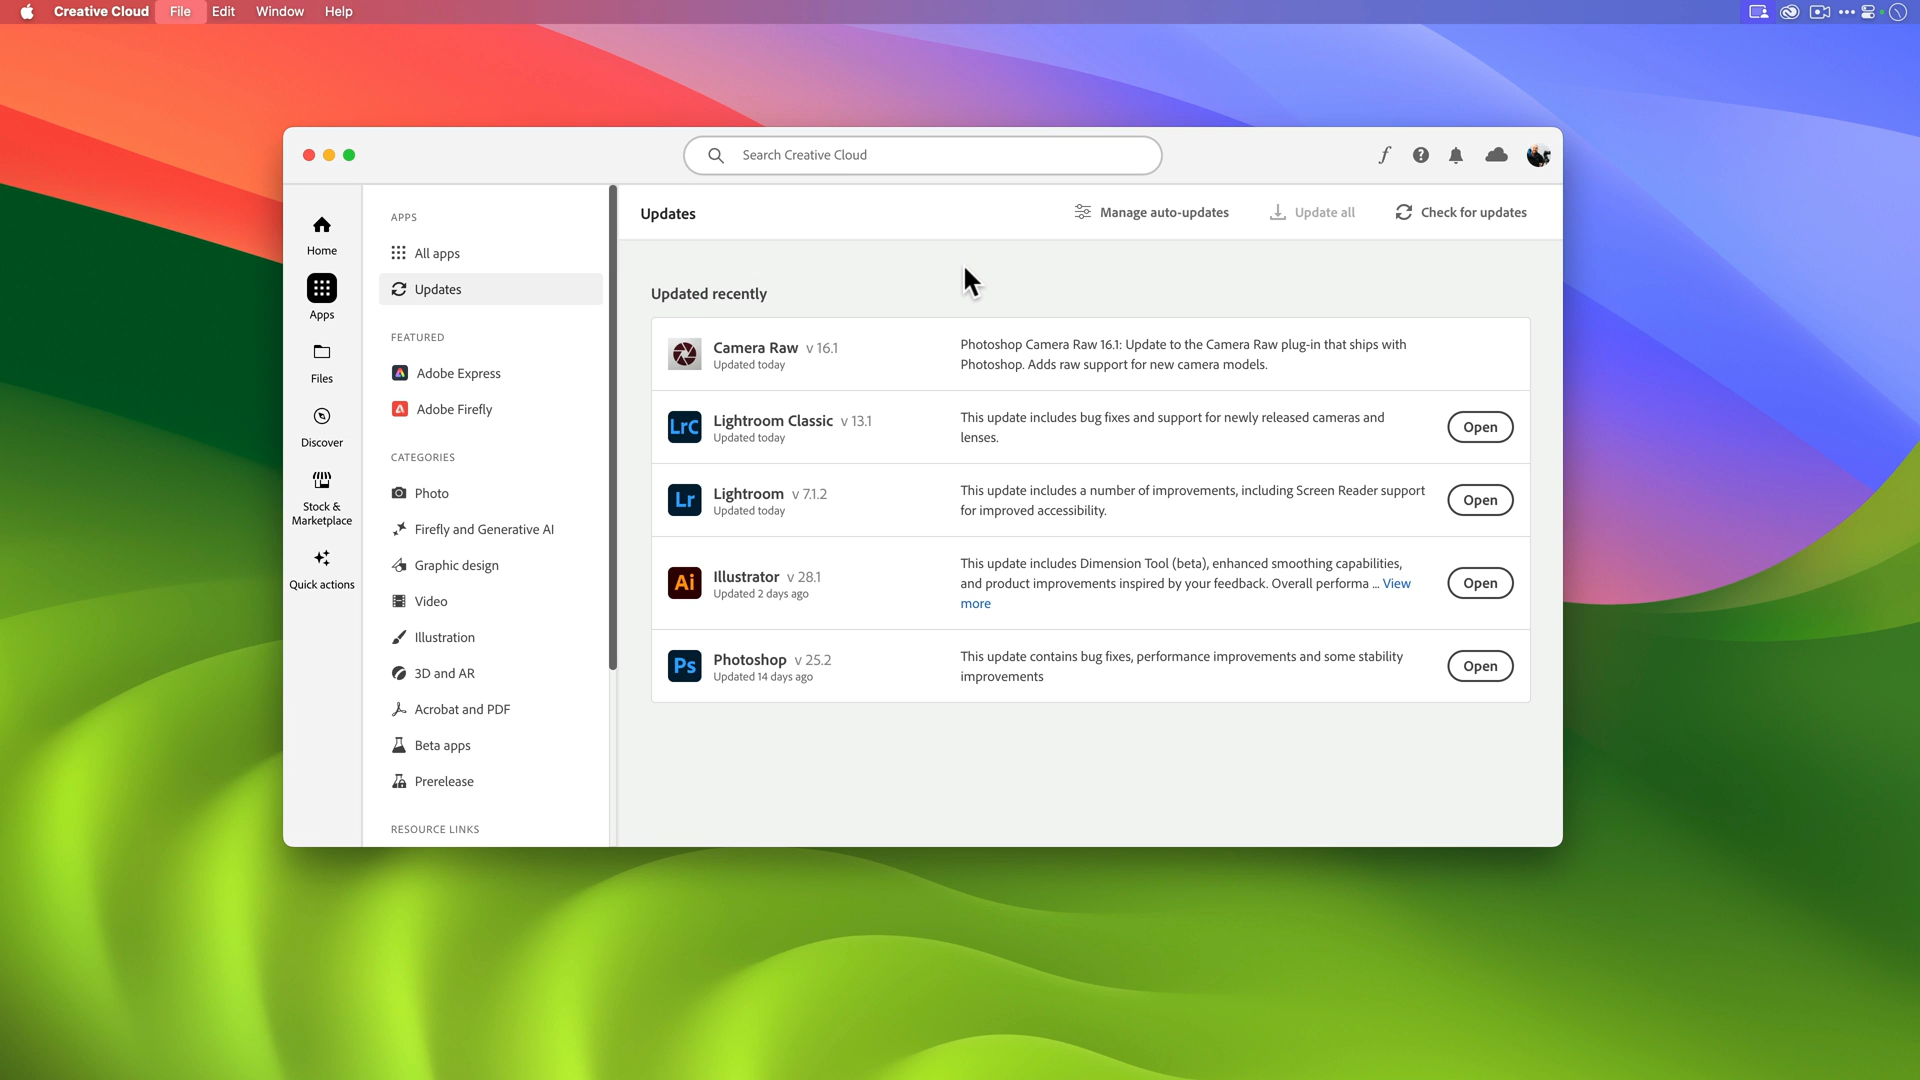 Creative Cloud File Edit Window Help
Search Creative Cloud
Home
Apps
Files
Discover
Stock &
Marketplace
Quick actions
APPS
All apps
Updates
FEATURED
Adobe Express
Adobe Firefly
CATEGORIES
Photo
Firefly and Generative AI
Graphic design
Video
Illustration
3D and AR
Acrobat and PDF
Beta apps
Prerelease
RESOURCE LINKS
Updates
Manage auto-updates
Update all
Check for updates
Updated recently
Camera Raw v 16.1
Updated today
Photoshop Camera Raw 16.1: Update to the Camera Raw plug-in that ships with
Photoshop. Adds raw support for new camera models.
LrC
Lightroom Classic v 13.1
Updated today
This update includes bug fixes and support for newly released cameras and
lenses.
Open
Lr
Lightroom v 7.1.2
Updated today
This update includes a number of improvements, including Screen Reader support
for improved accessibility.
Open
Ai
Illustrator v 28.1
Updated 2 days ago
This update includes Dimension Tool (beta), enhanced smoothing capabilities,
and product improvements inspired by your feedback. Overall performa ... View
more
Open
Ps
Photoshop v 25.2
Updated 14 days ago
This update contains bug fixes, performance improvements and some stability
improvements
Open